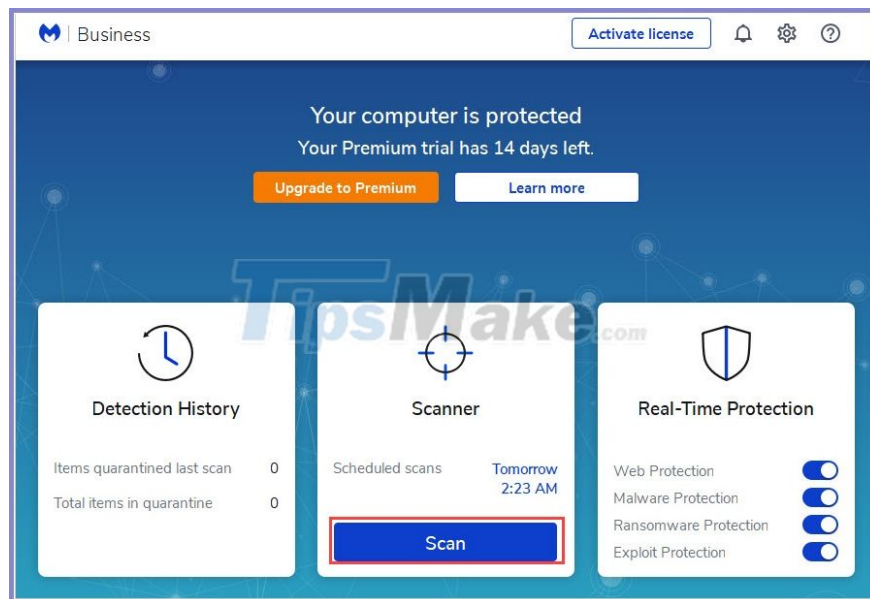 Business
Activate license
Your computer is protected
Your Premium trial has 14 days left.
Upgrade to Premium
Learn more
TipsMake.com
Detection History
Items quarantined last scan 0
Total items in quarantine 0
Scanner
Scheduled scans Tomorrow
2:23 AM
Scan
Real-Time Protection
Web Protection
Malware Protection
Ransomware Protection
Exploit Protection